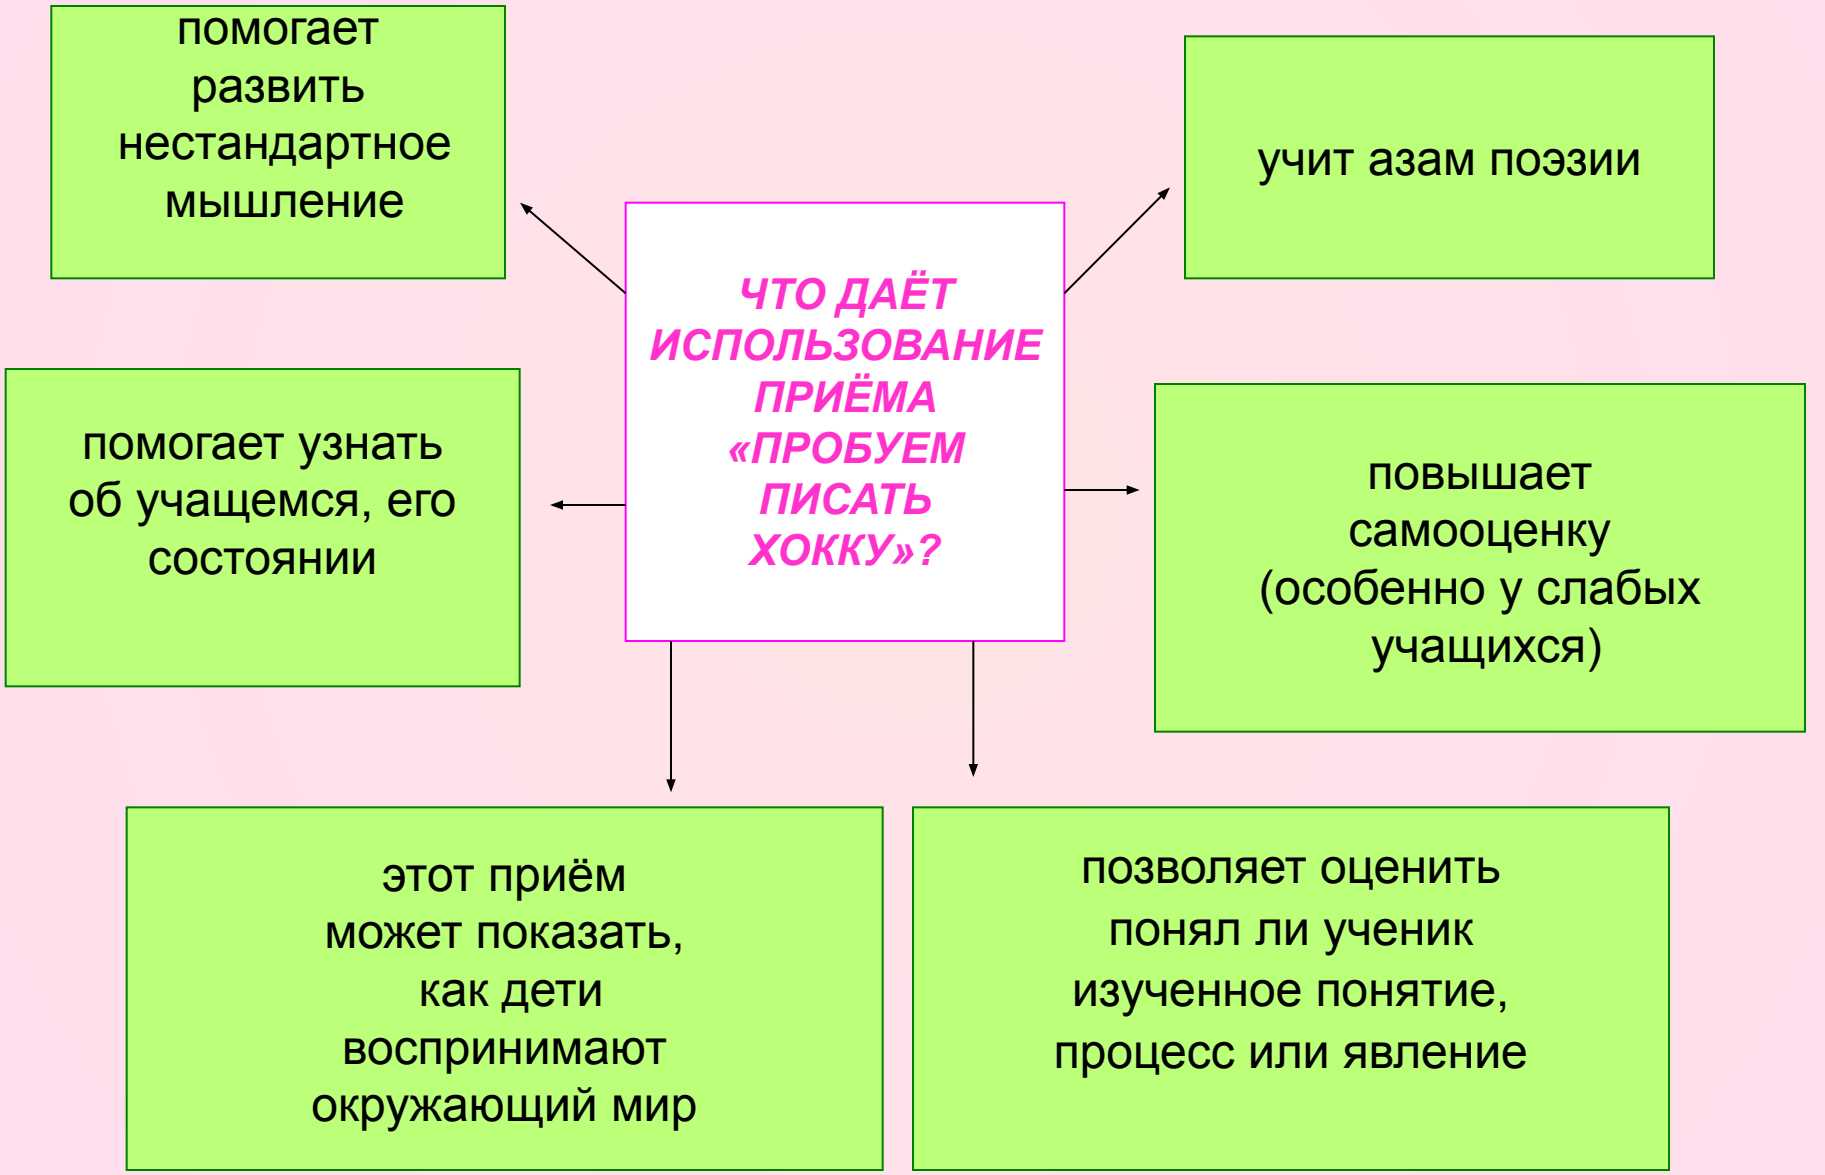 помогает
развить
нестандартное
мышление
учит азам поэзии
ЧТО ДАЁТ
ИСПОЛЬЗОВАНИЕ
ПРИЁМА
«ПРОБУЕМ
ПИСАТЬ
ХОККУ»?
помогает узнать
об учащемся, его
состоянии
повышает
самооценку
(особенно у слабых
учащихся)
этот приём
может показать,
как дети
воспринимают
окружающий мир
позволяет оценить
понял ли ученик
изученное понятие,
процесс или явление